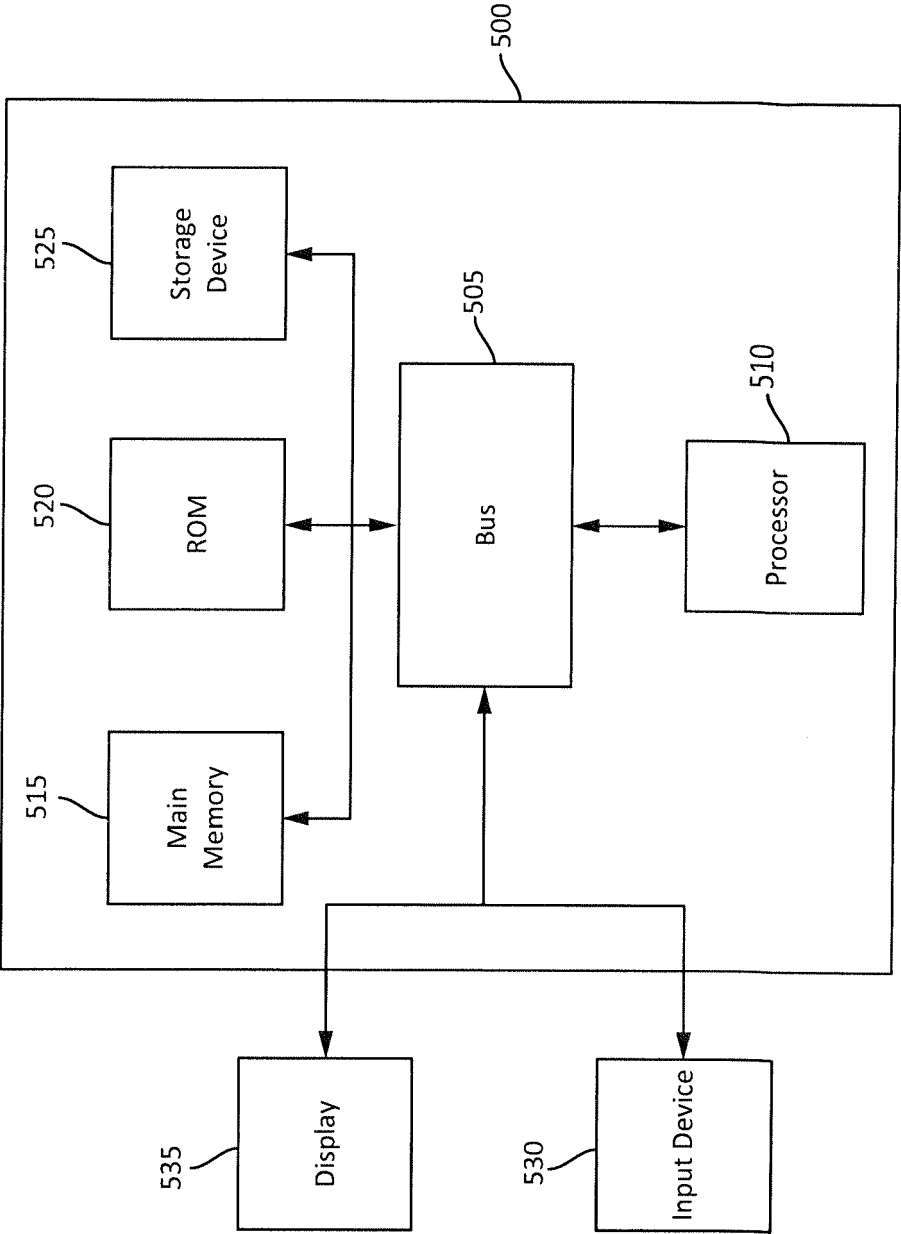 500
535
Display
530
Input Device
515
Main
Memory
520
ROM
525
Storage
Device
505
Bus
510
Processor